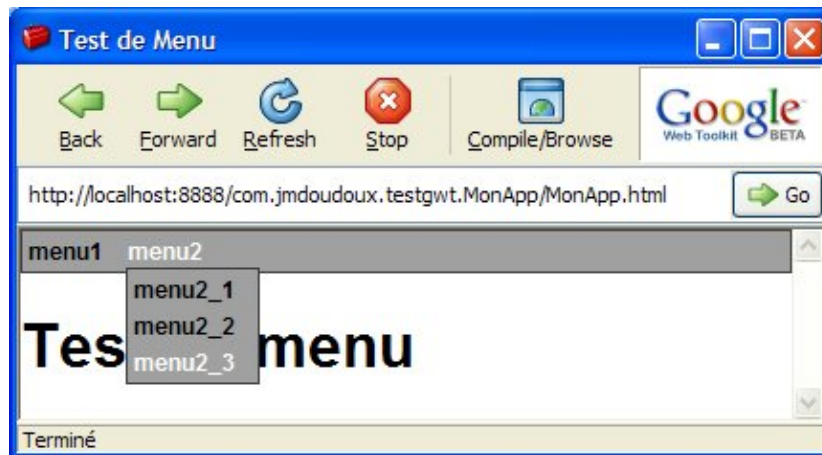 Test de Menu
Back Forward Refresh Stop Compile/Browse
Google
Web Toolkit BETA
http://localhost:8888/com.jmdoudoux.testgwt.MonApp/MonApp.html Go
menu1 menu2
menu2_1
menu2_2
Tes menu
menu2_3
Terminé